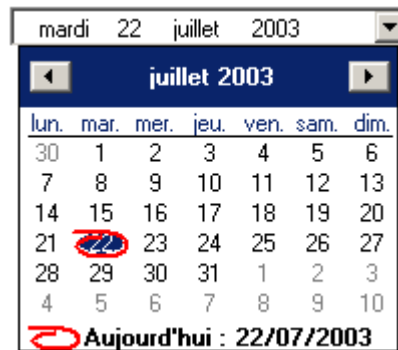 mardi 22 juillet 2003
juillet 2003
lun. mar. mer. jeu. ven. sam. dim.
30 1 2 3 4 5 6
7 8 9 10 11 12 13
14 15 16 17 18 19 20
21 22 23 24 25 26 27
28 29 30 31 1 2 3
4 5 6 7 8 9 10
Aujourd'hui : 22/07/2003